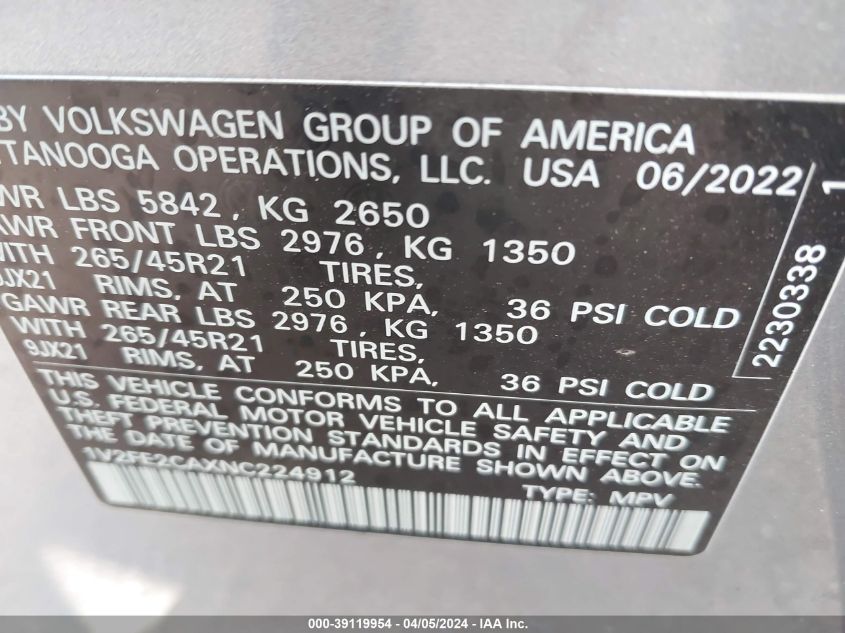 BY VOLKSWAGEN GROUP OF AMERICA
TANOOGA OPERATIONS, LLC. USA 06/2022
WR LBS 5842, KG 2650
WR FRONT LBS 2976, KG 1350
WITH 265/45R21 TIRES,
9JX21 RIMS, AT 250 KPA, 36 PSI COLD
GAWR REAR LBS 2976, KG 1350
WITH 265/45R21 TIRES,
9JX21 RIMS, AT 250 KPA, 36 PSI COLD
THIS VEHICLE CONFORMS TO ALL APPLICABLE
U.S. FEDERAL MOTOR VEHICLE SAFETY AND
THEFT PREVENTION STANDARDS IN EFFECT ON
THE DATE OF MANUFACTURE SHOWN ABOVE.
1V2FE2CAXNC224912
TYPE: MPV
2230338 1
000-39119954 - 04/05/2024 - IAA Inc.